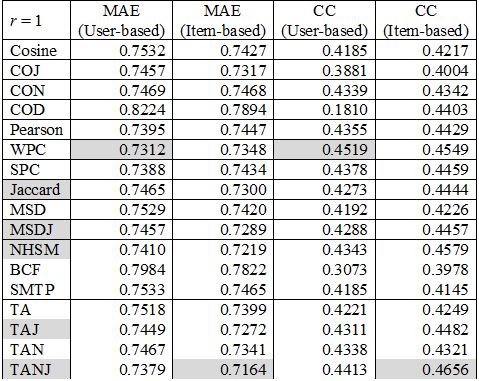 r = 1 MAE (User-based) MAE (Item-based) CC (User-based) CC (Item-based)
Cosine 0.7532 0.7427 0.4185 0.4217
COJ 0.7457 0.7317 0.3881 0.4004
CON 0.7469 0.7468 0.4339 0.4342
COD 0.8224 0.7894 0.1810 0.4403
Pearson 0.7395 0.7447 0.4355 0.4429
WPC 0.7312 0.7348 0.4519 0.4549
SPC 0.7388 0.7434 0.4378 0.4459
Jaccard 0.7465 0.7300 0.4273 0.4444
MSD 0.7529 0.7420 0.4192 0.4226
MSDJ 0.7457 0.7289 0.4288 0.4457
NHSM 0.7410 0.7219 0.4343 0.4579
BCF 0.7984 0.7822 0.3073 0.3978
SMTP 0.7533 0.7465 0.4185 0.4145
TA 0.7518 0.7399 0.4221 0.4249
TAJ 0.7449 0.7272 0.4311 0.4482
TAN 0.7467 0.7341 0.4338 0.4321
TANJ 0.7379 0.7164 0.4413 0.4656